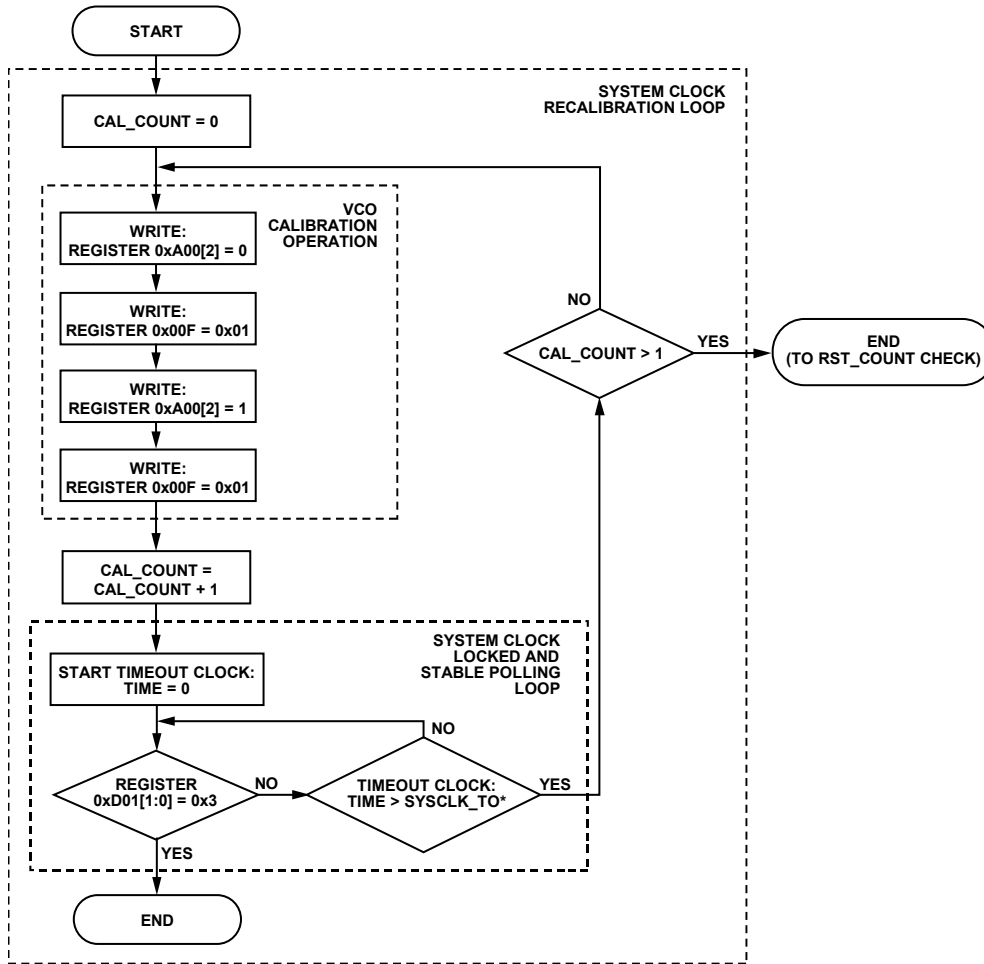 START
SYSTEM CLOCK
RECALIBRATION LOOP
CAL_COUNT = 0
VCO
CALIBRATION
OPERATION
WRITE:
REGISTER 0xA00[2] = 0
WRITE:
REGISTER 0x00F = 0x01
WRITE:
REGISTER 0xA00[2] = 1
WRITE:
REGISTER 0x00F = 0x01
NO
CAL_COUNT > 1
YES
END
(TO RST_COUNT CHECK)
CAL_COUNT =
CAL_COUNT + 1
SYSTEM CLOCK
LOCKED AND
STABLE POLLING
LOOP
START TIMEOUT CLOCK:
TIME = 0
NO
REGISTER
0xD01[1:0] = 0x3
NO
TIMEOUT CLOCK:
TIME > SYSCLK_TO*
YES
YES
END